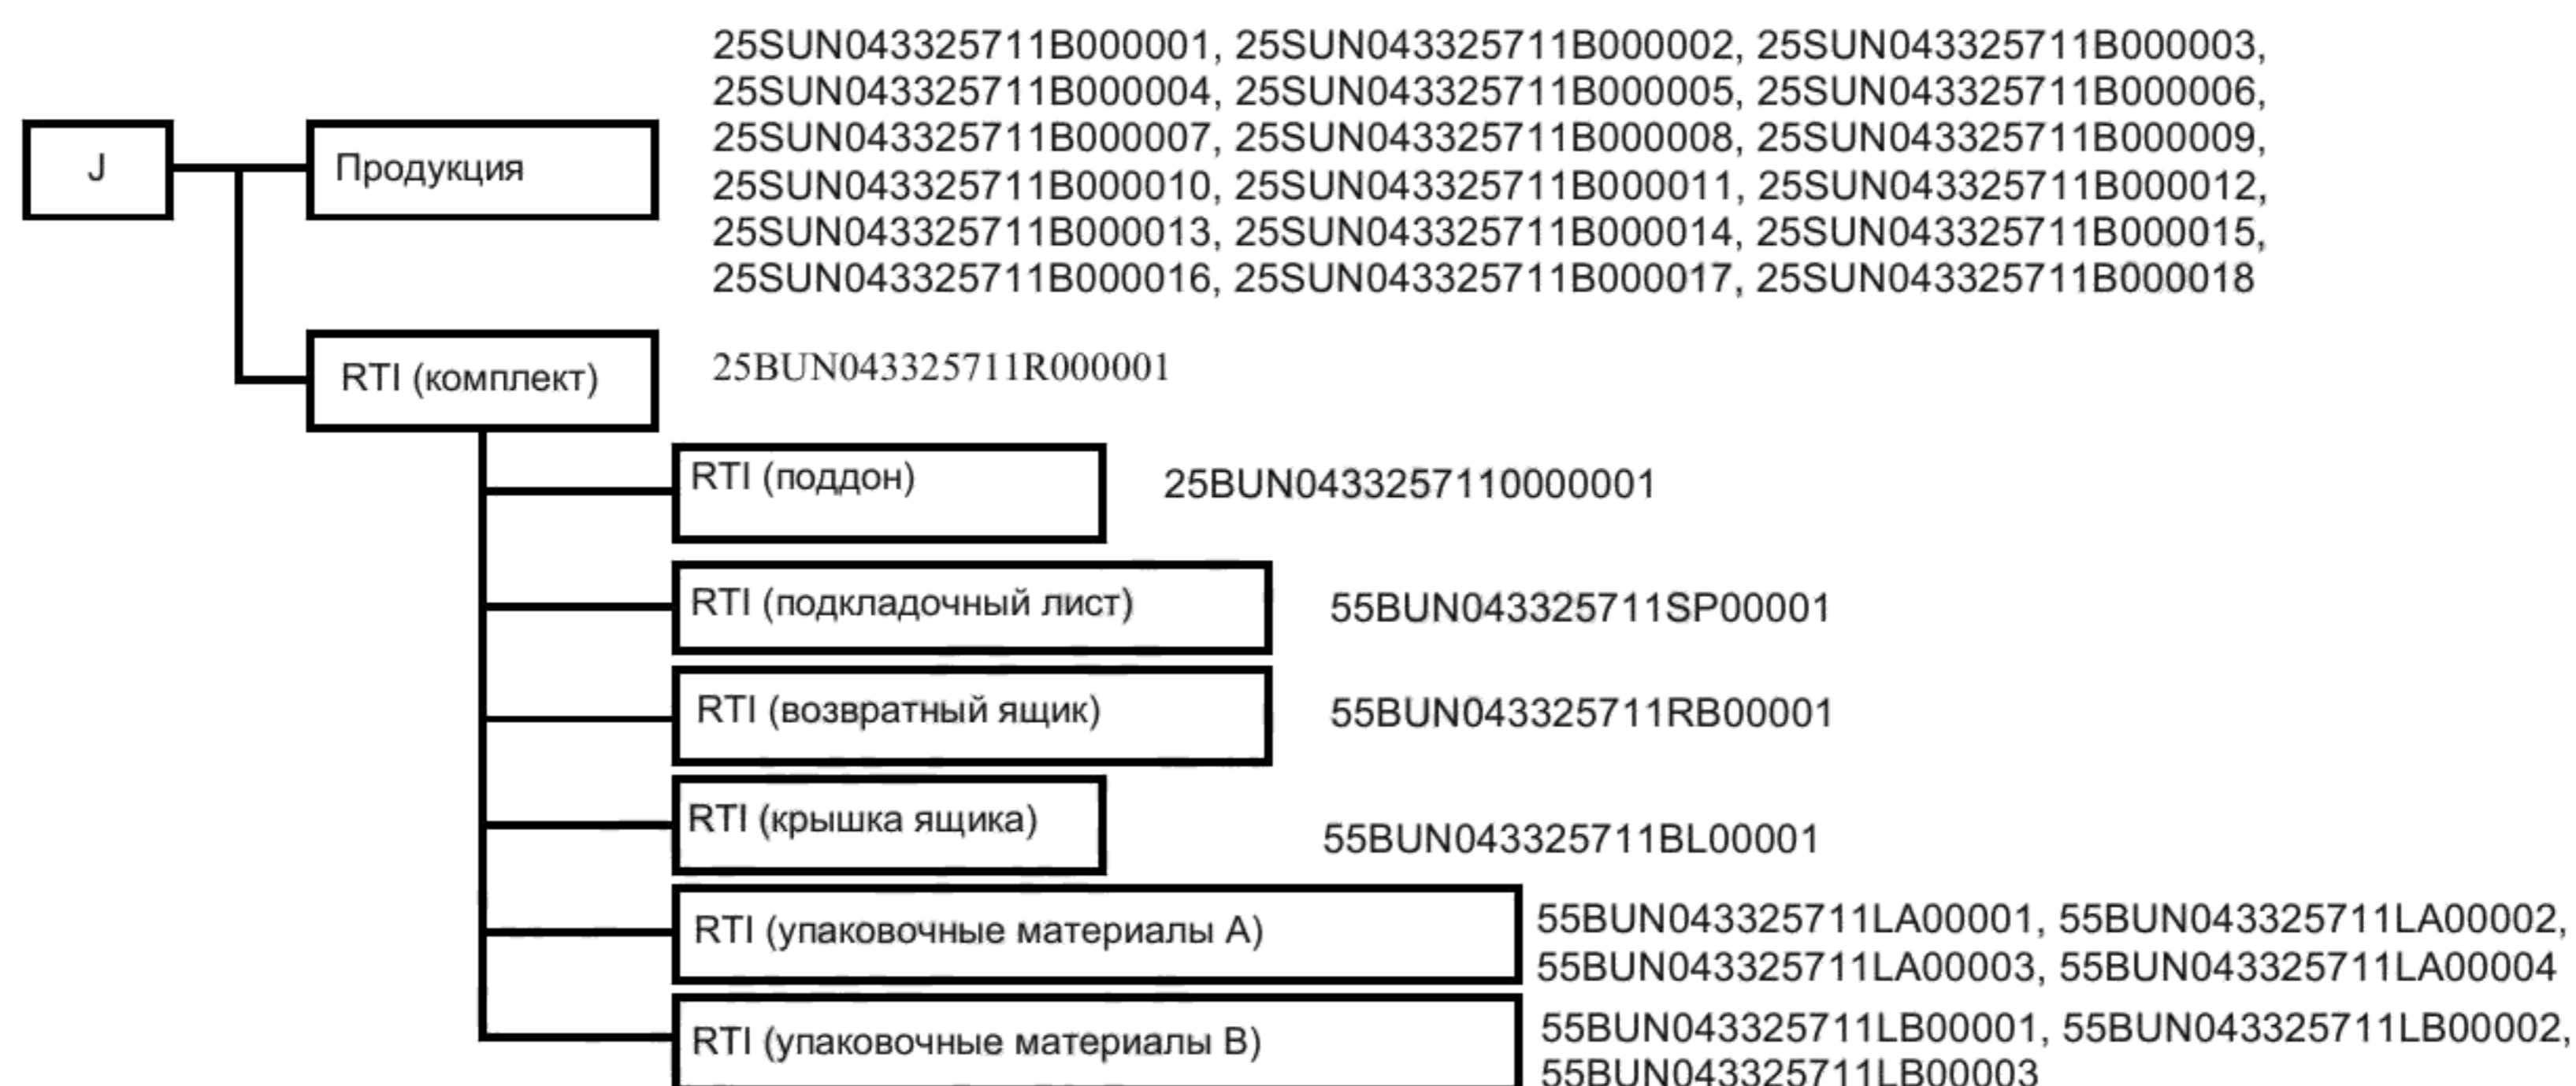 25SUN043325711B000001, 25SUN043325711B000002, 25SUN043325711B000003,
25SUN043325711B000004, 25SUN043325711B000005, 25SUN043325711B000006,
25SUN043325711B000007, 25SUN043325711B000008, 25SUN043325711B000009,
25SUN043325711B000010, 25SUN043325711B000011, 25SUN043325711B000012,
25SUN043325711B000013, 25SUN043325711B000014, 25SUN043325711B000015,
25SUN043325711B000016, 25SUN043325711B000017, 25SUN043325711B000018
J
Продукция
RTI (комплект)
25BUN043325711R000001
RTI (поддон)
25BUN0433257110000001
RTI (подкладочный лист)
55BUN043325711SP00001
RTI (возвратный ящик)
55BUN043325711RB00001
RTI (крышка ящика)
55BUN043325711BL00001
RTI (упаковочные материалы A)
55BUN043325711LA00001, 55BUN043325711LA00002,
55BUN043325711LA00003, 55BUN043325711LA00004
RTI (упаковочные материалы B)
55BUN043325711LB00001, 55BUN043325711LB00002,
55BUN043325711LB00003